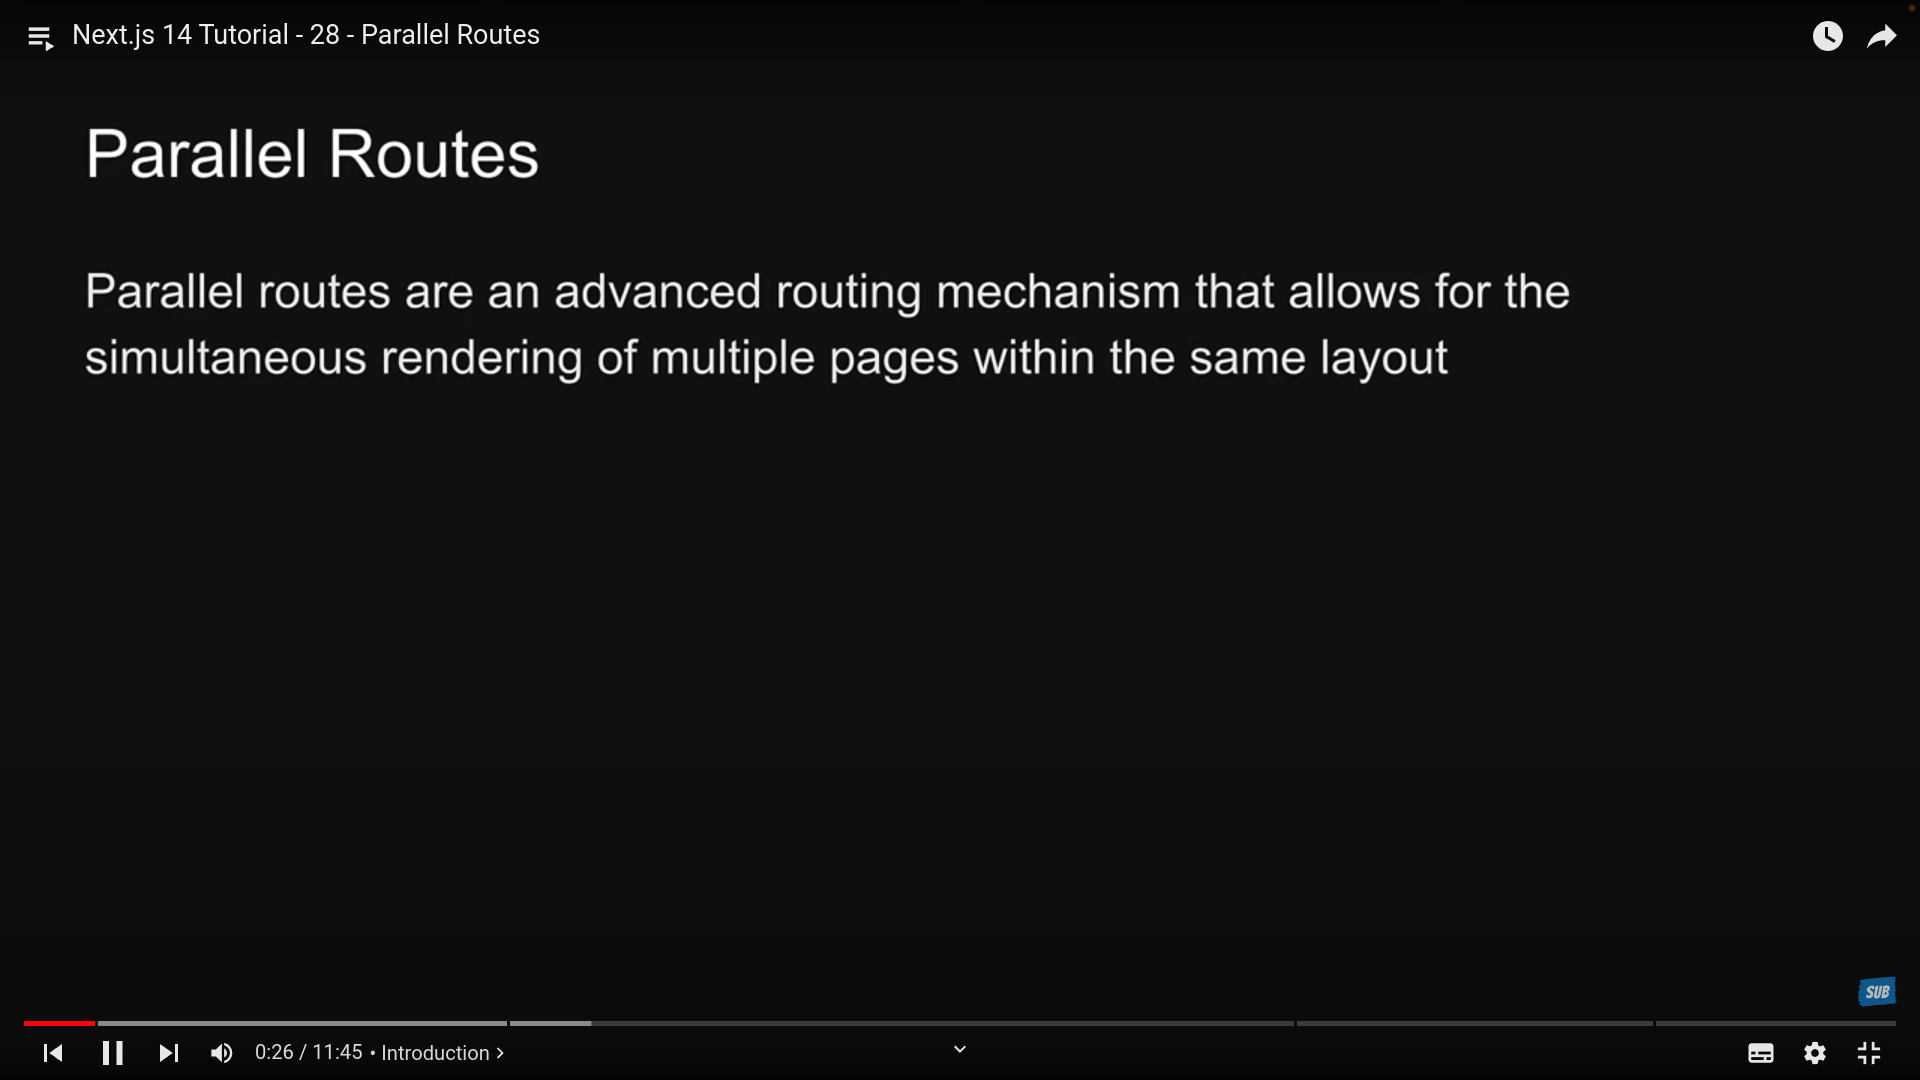 Next.js 14 Tutorial - 28 - Parallel Routes
Parallel Routes
Parallel routes are an advanced routing mechanism that allows for the
simultaneous rendering of multiple pages within the same layout
SUB
0:26 / 11:45 • Introduction >